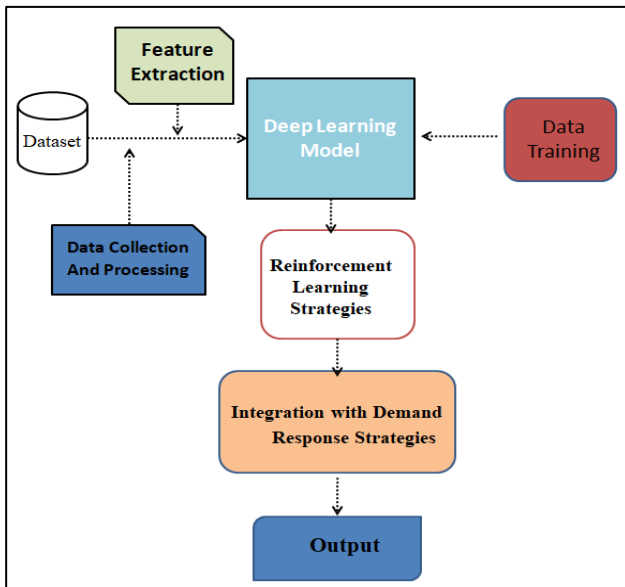 Feature
Extraction
Dataset
Deep Learning
Model
Data
Training
Data Collection
And Processing
Reinforcement
Learning
Strategies
Integration with Demand
Response Strategies
Output